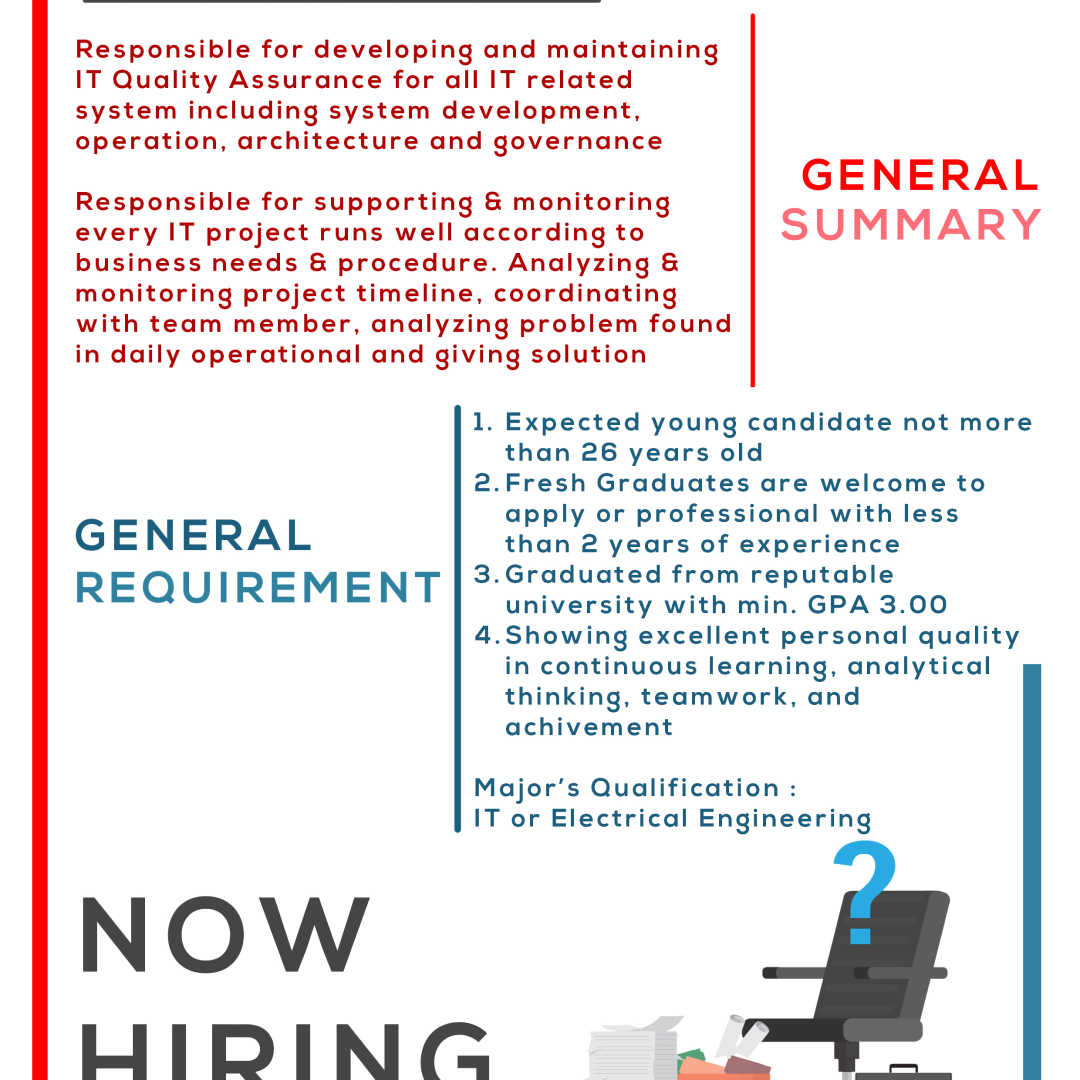 Responsible for developing and maintaining
IT Quality Assurance for all IT related
system including system development,
operation, architecture and governance
Responsible for supporting & monitoring
every IT project runs well according to
business needs & procedure. Analyzing &
monitoring project timeline, coordinating
with team member, analyzing problem found
in daily operational and giving solution
GENERAL
SUMMARY
GENERAL
REQUIREMENT
1. Expected young candidate not more
than 26 years old
2. Fresh Graduates are welcome to
apply or professional with less
than 2 years of experience
3. Graduated from reputable
university with min. GPA 3.00
4. Showing excellent personal quality
in continuous learning, analytical
thinking, teamwork, and
achivement
Major's Qualification :
IT or Electrical Engineering
?
NOW
HIRING